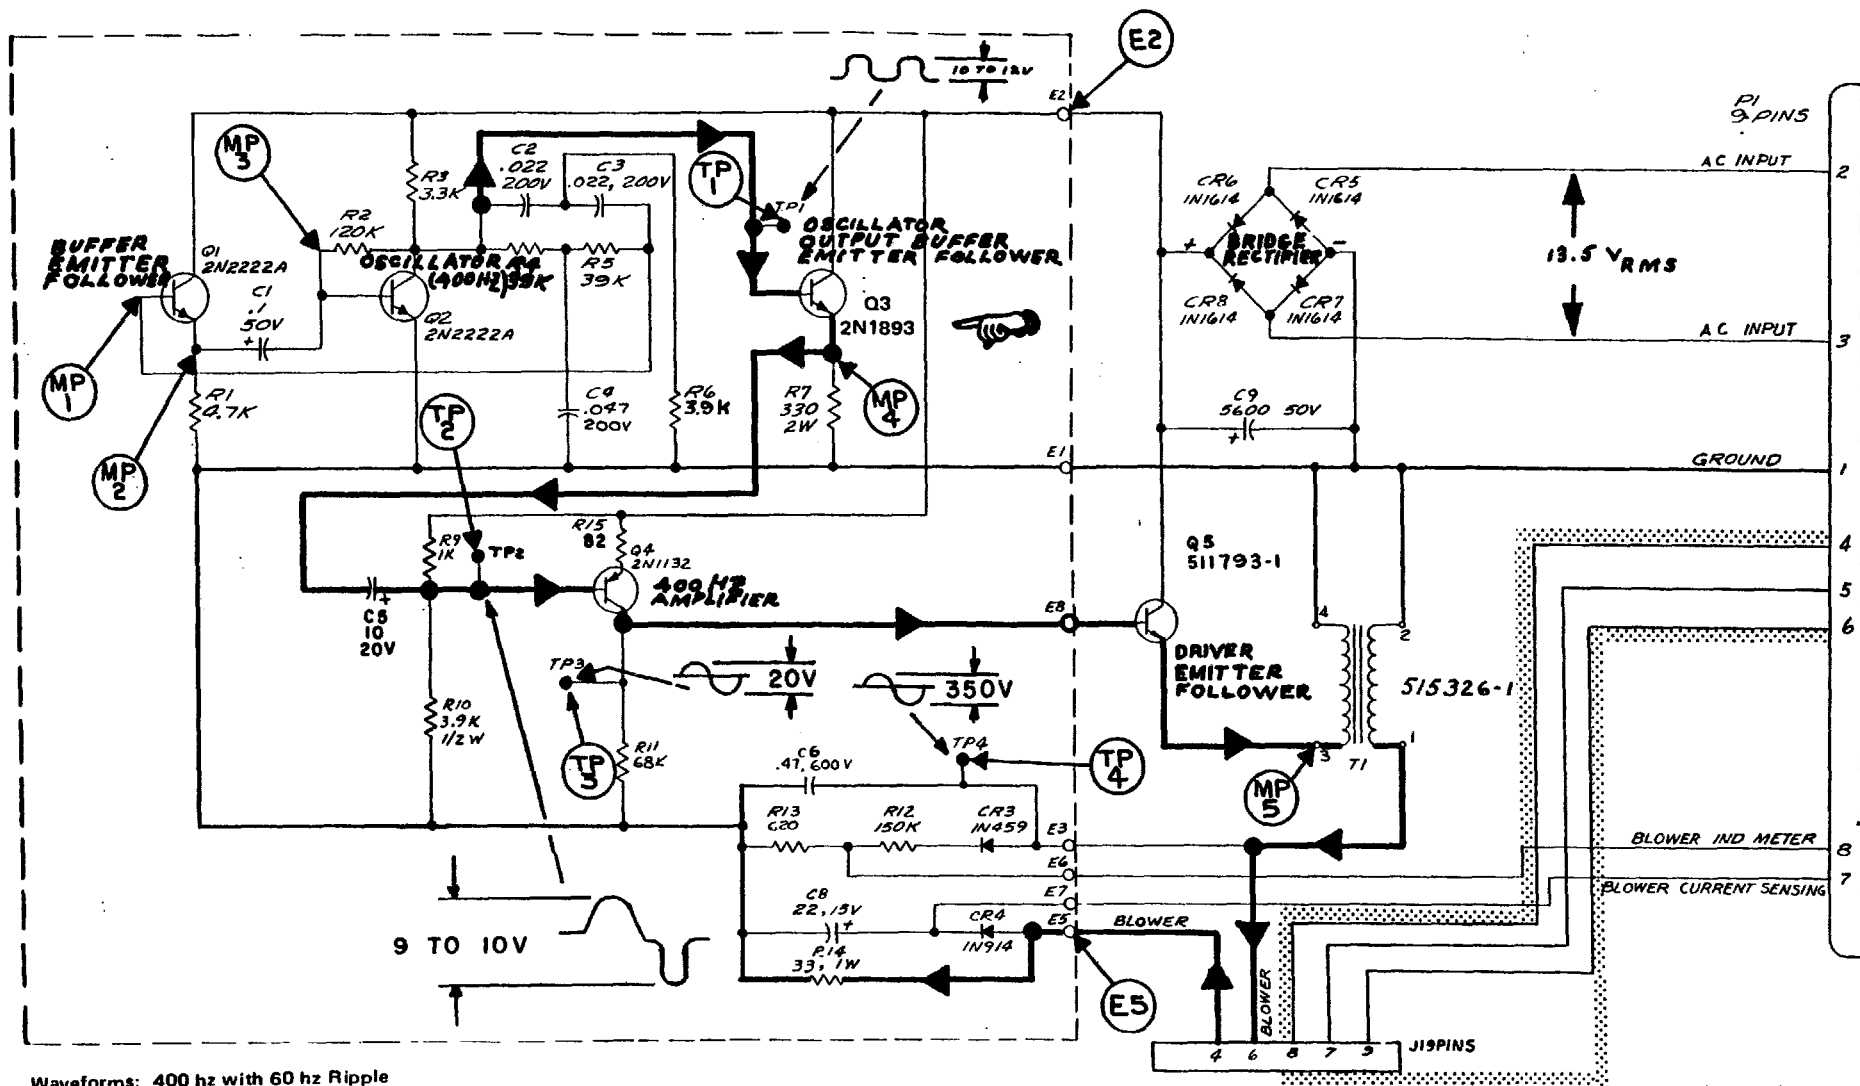 E2
10 TO 12V
E2
P1
9 PINS
MP
3
C2
.022
200V
C3
.022, 200V
TP
1
TP1
AC INPUT
2
R3
3.3K
CR6
1N1614
CR5
1N1614
R2
120K
OSCILLATOR
OUTPUT BUFFER
EMITTER FOLLOWER
BUFFER
EMITTER
FOLLOWER
Q1
2N2222A
OSCILLATOR
(400HZ)
R4
39K
R5
39K
+
BRIDGE
RECTIFIER
-
13.5 VRMS
C1
.1
50V
+
Q2
2N2222A
Q3
2N1893
CR8
1N1614
CR7
1N1614
AC INPUT
3
MP
1
R1
4.7K
TP
2
C4
.047
200V
R6
3.9K
R7
330
2W
MP
4
C9
5600 50V
+
MP
2
E1
GROUND
1
R9
1K
TP2
R15
82
Q4
2N1132
400 HZ
AMPLIFIER
Q5
511793-1
4
5
6
C5
10
20V
+
E8
4
2
DRIVER
EMITTER
FOLLOWER
TP3
20V
350V
515326-1
R10
3.9K
1/2W
R11
68K
TP
3
TP4
TP
4
3
T1
1
MP
5
C6
.47, 600V
R13
620
R12
150K
CR3
1N459
E3
E6
E7
E5
BLOWER IND METER
8
BLOWER CURRENT SENSING
7
C8
22, 15V
+
CR4
1N914
BLOWER
R14
33, 1W
9 TO 10V
E5
BLOWER
4
6
8
7
9
J19PINS
Waveforms: 400 hz with 60 hz Ripple